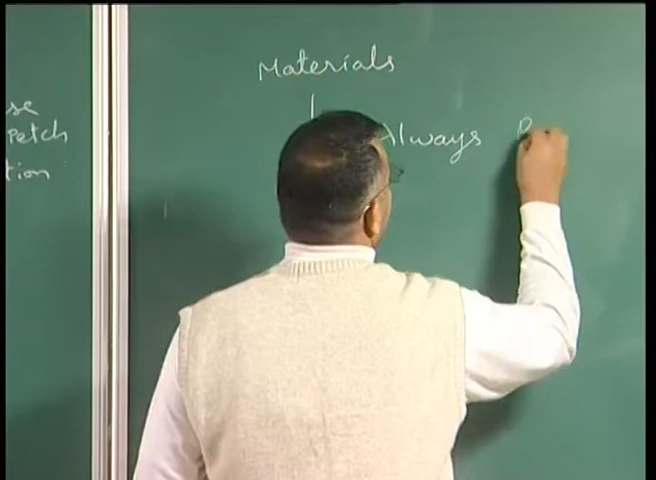 Materials
Always
se
petch
tion